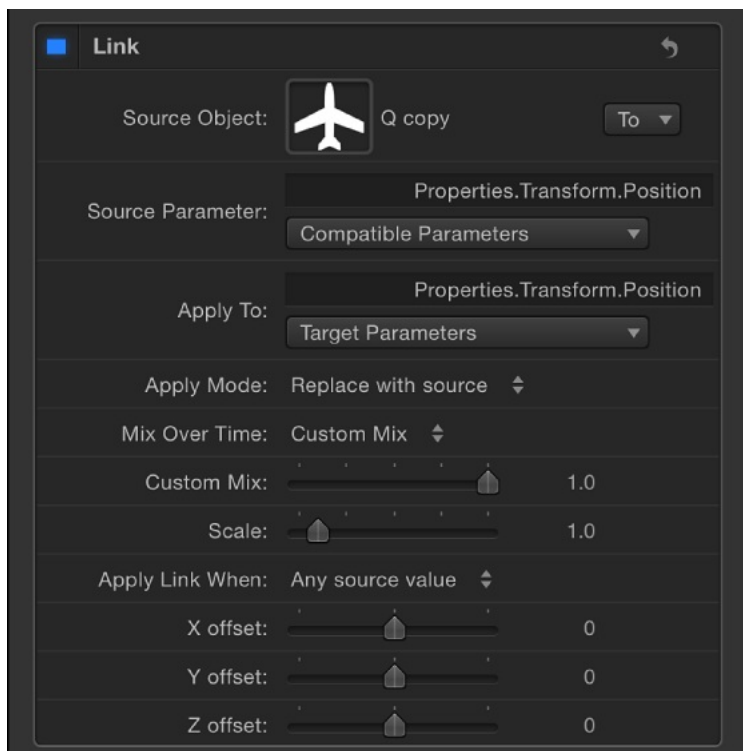 Link
Source Object: Q copy To
Properties.Transform.Position
Source Parameter:
Compatible Parameters
Properties.Transform.Position
Apply To:
Target Parameters
Apply Mode: Replace with source
Mix Over Time: Custom Mix
Custom Mix: 1.0
Scale: 1.0
Apply Link When: Any source value
X offset: 0
Y offset: 0
Z offset: 0